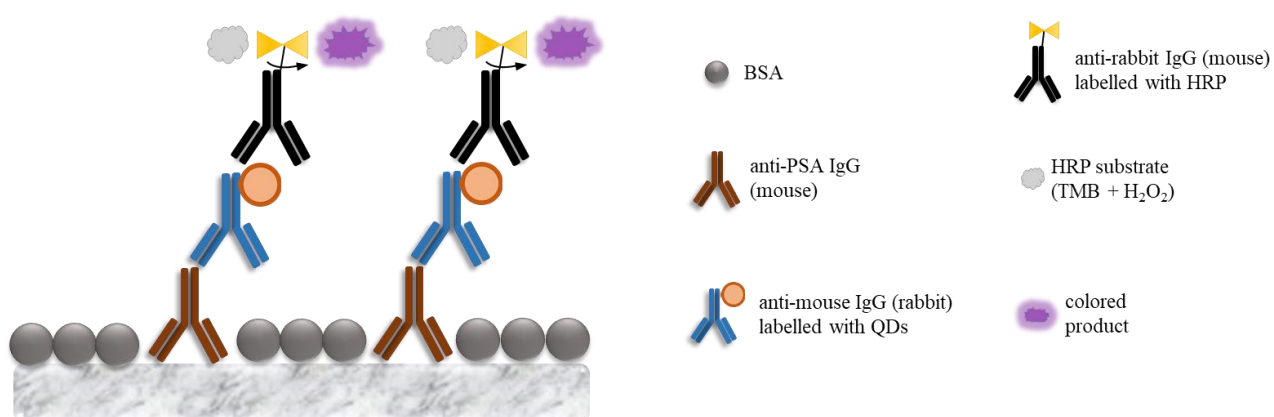 BSA
anti-PSA IgG
(mouse)
anti-mouse IgG (rabbit)
labelled with QDs
anti-rabbit IgG (mouse)
labelled with HRP
HRP substrate
(TMB + H₂O₂)
colored
product